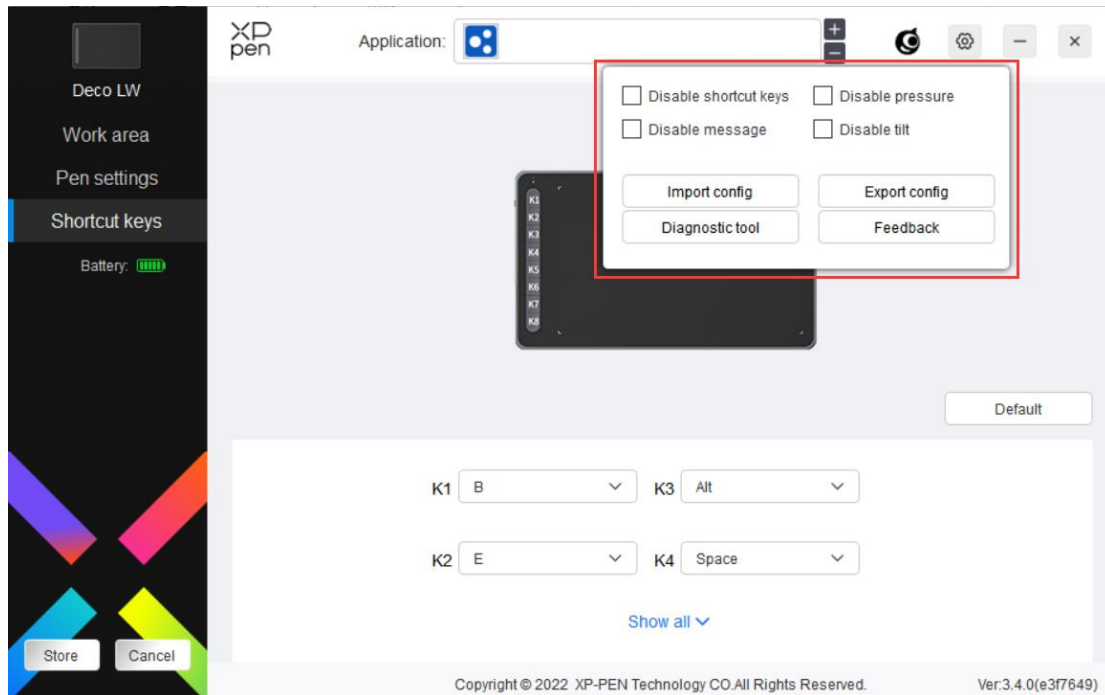 XP
pen
Application:
Deco LW
Work area
Pen settings
Shortcut keys
Battery:
Disable shortcut keys
Disable pressure
Disable message
Disable tilt
Import config
Export config
Diagnostic tool
Feedback
K1
K2
K3
K4
K5
K6
K7
K8
Default
K1 B
K3 Alt
K2 E
K4 Space
Show all
Store
Cancel
Copyright © 2022 XP-PEN Technology CO.All Rights Reserved.
Ver:3.4.0(e3f7649)